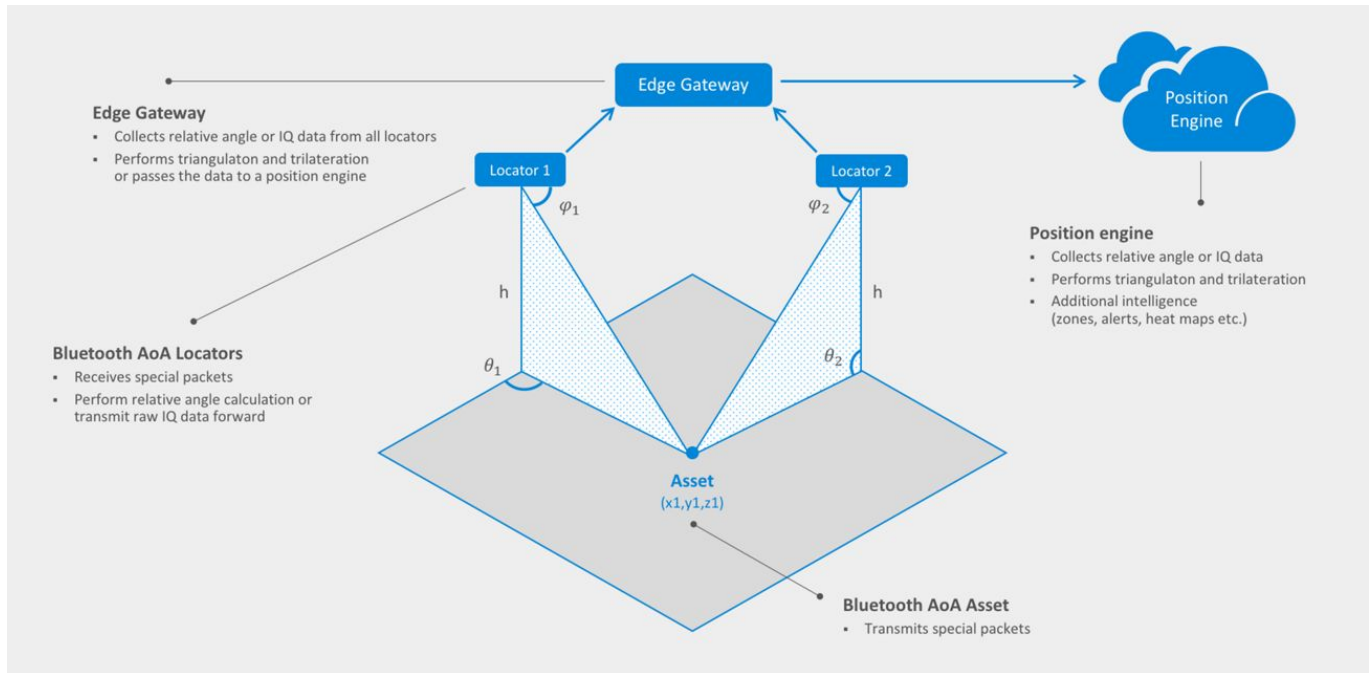 Edge Gateway
Position
Engine
Edge Gateway
▪ Collects relative angle or IQ data from all locators
▪ Performs triangulaton and trilateration
or passes the data to a position engine
Locator 1
Locator 2
φ₁
φ₂
Position engine
▪ Collects relative angle or IQ data
▪ Performs triangulaton and trilateration
▪ Additional intelligence
(zones, alerts, heat maps etc.)
h
h
Bluetooth AoA Locators
▪ Receives special packets
▪ Perform relative angle calculation or
transmit raw IQ data forward
θ₁
θ₂
Asset
(x1,y1,z1)
Bluetooth AoA Asset
▪ Transmits special packets